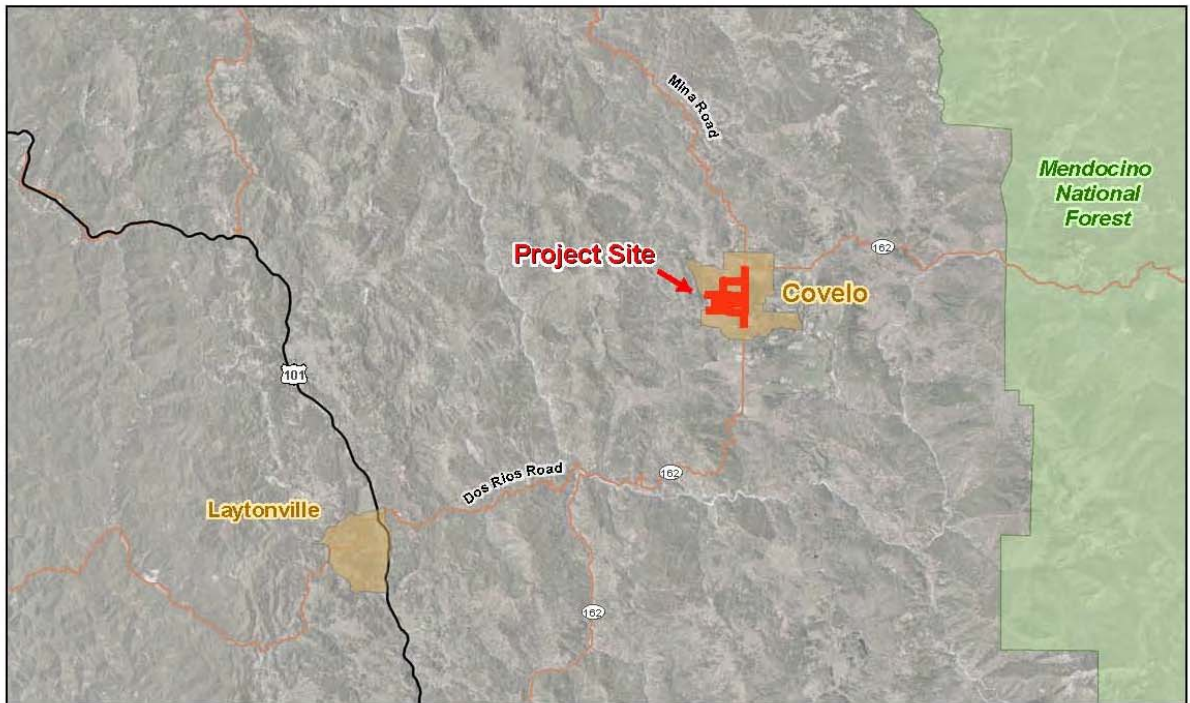 Mina Road
Mendocino
National
Forest
162
Project Site
Covelo
101
Dos Rios Road
162
Laytonville
162